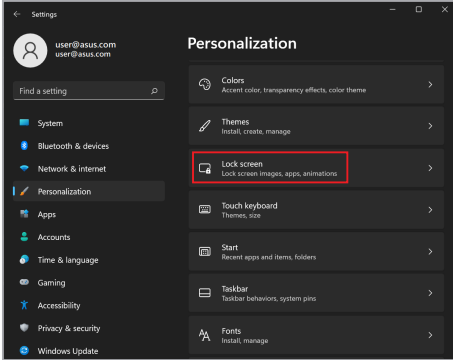 Settings
user@asus.com
user@asus.com
Find a setting
System
Bluetooth & devices
Network & internet
Personalization
Apps
Accounts
Time & language
Gaming
Accessibility
Privacy & security
Windows Update
Personalization
Colors
Accent color, transparency effects, color theme
Themes
Install, create, manage
Lock screen
Lock screen images, apps, animations
Touch keyboard
Themes, size
Start
Recent apps and items, folders
Taskbar
Taskbar behaviors, system pins
Fonts
Install, manage